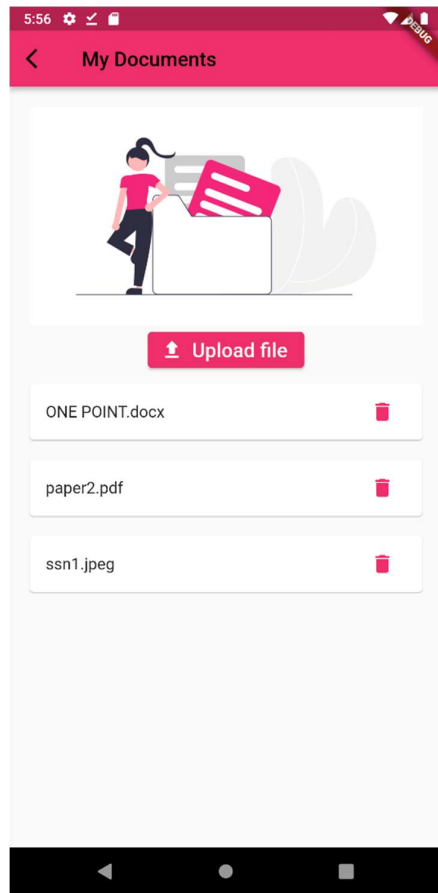 5:56
DEBUG
My Documents
Upload file
ONE POINT.docx
paper2.pdf
ssn1.jpeg